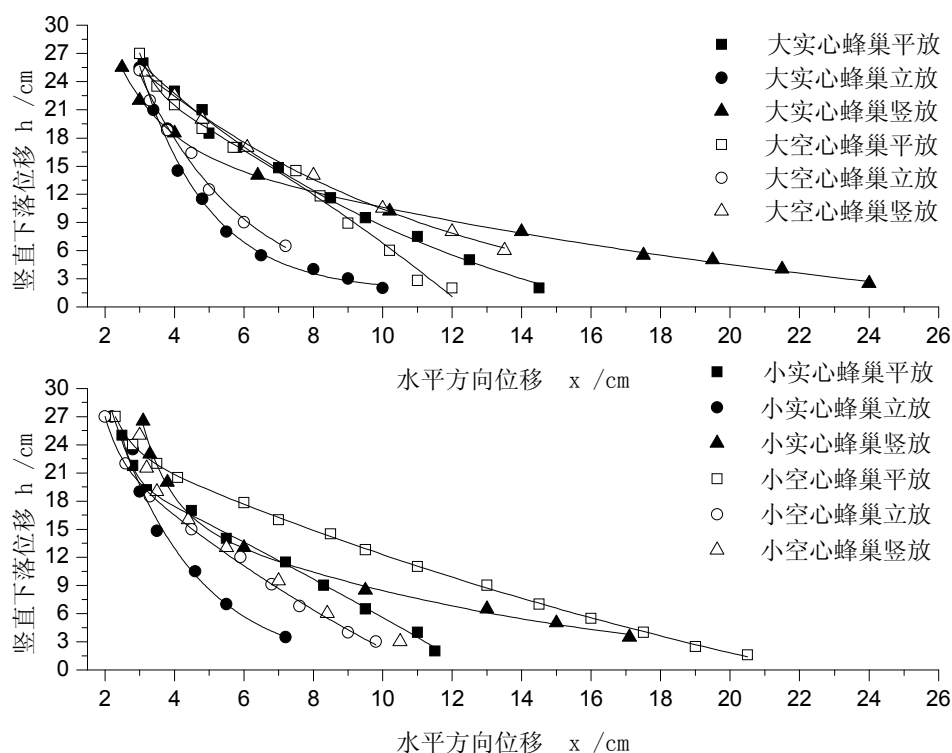 竖直下落位移 h /cm
30
27
24
21
18
15
12
9
6
3
0
大实心蜂巢平放
大实心蜂巢立放
大实心蜂巢竖放
大空心蜂巢平放
大空心蜂巢立放
大空心蜂巢竖放
2 4 6 8 10 12 14 16 18 20 22 24 26
水平方向位移 x /cm
竖直下落位移 h /cm
30
27
24
21
18
15
12
9
6
3
0
小实心蜂巢平放
小实心蜂巢立放
小实心蜂巢竖放
小空心蜂巢平放
小空心蜂巢立放
小空心蜂巢竖放
2 4 6 8 10 12 14 16 18 20 22 24 26
水平方向位移 x /cm